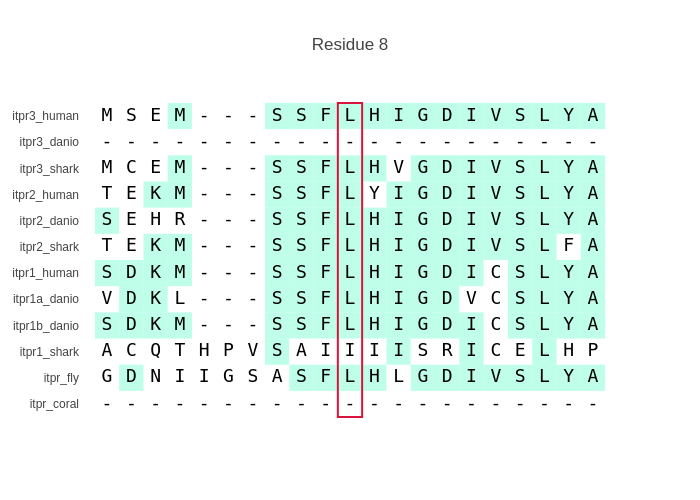 Residue 8
itpr3_human M S E M - - - S S F L H I G D I V S L Y A
itpr3_danio - - - - - - - - - - - - - - - - - - - - -
itpr3_shark M C E M - - - S S F L H V G D I V S L Y A
itpr2_human T E K M - - - S S F L Y I G D I V S L Y A
itpr2_danio S E H R - - - S S F L H I G D I V S L Y A
itpr2_shark T E K M - - - S S F L H I G D I V S L F A
itpr1_human S D K M - - - S S F L H I G D I C S L Y A
itpr1a_danio V D K L - - - S S F L H I G D V C S L Y A
itpr1b_danio S D K M - - - S S F L H I G D I C S L Y A
itpr1_shark A C Q T H P V S A I I I I S R I C E L H P
itpr_fly G D N I I G S A S F L H L G D I V S L Y A
itpr_coral - - - - - - - - - - - - - - - - - - - - -